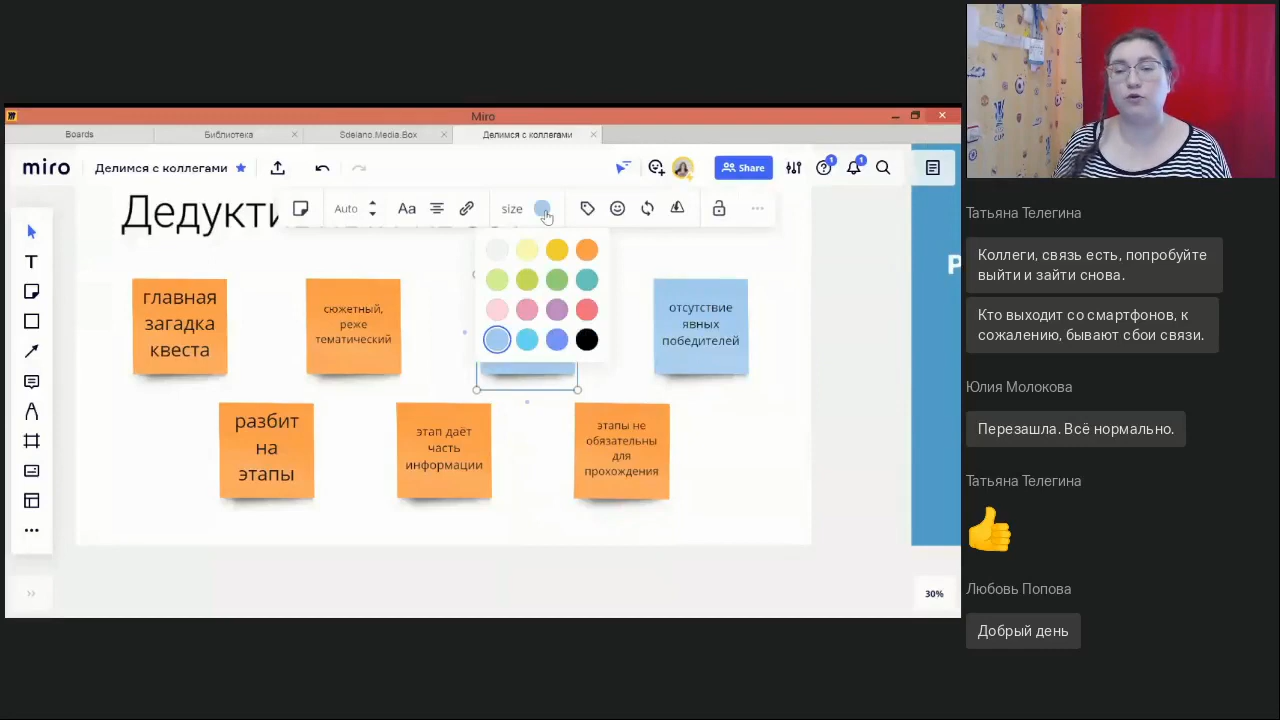 Miro
Boards
Библиотека
Sdelano.Media.Box
Делимся с коллегами
miro
Делимся с коллегами
1
1
Share
Auto
Aa
size
T
главная
загадка
квеста
сюжетный,
реже
тематический
отсутствие
явных
победителей
разбит
на
этапы
этап даёт
часть
информации
этапы не
обязательны
для
прохождения
30%
Татьяна Телегина
Коллеги, связь есть, попробуйте
выйти и зайти снова.
Кто выходит со смартфонов, к
сожалению, бывают сбои связи.
Юлия Молокова
Перезашла. Всё нормально.
Татьяна Телегина
Любовь Попова
Добрый день